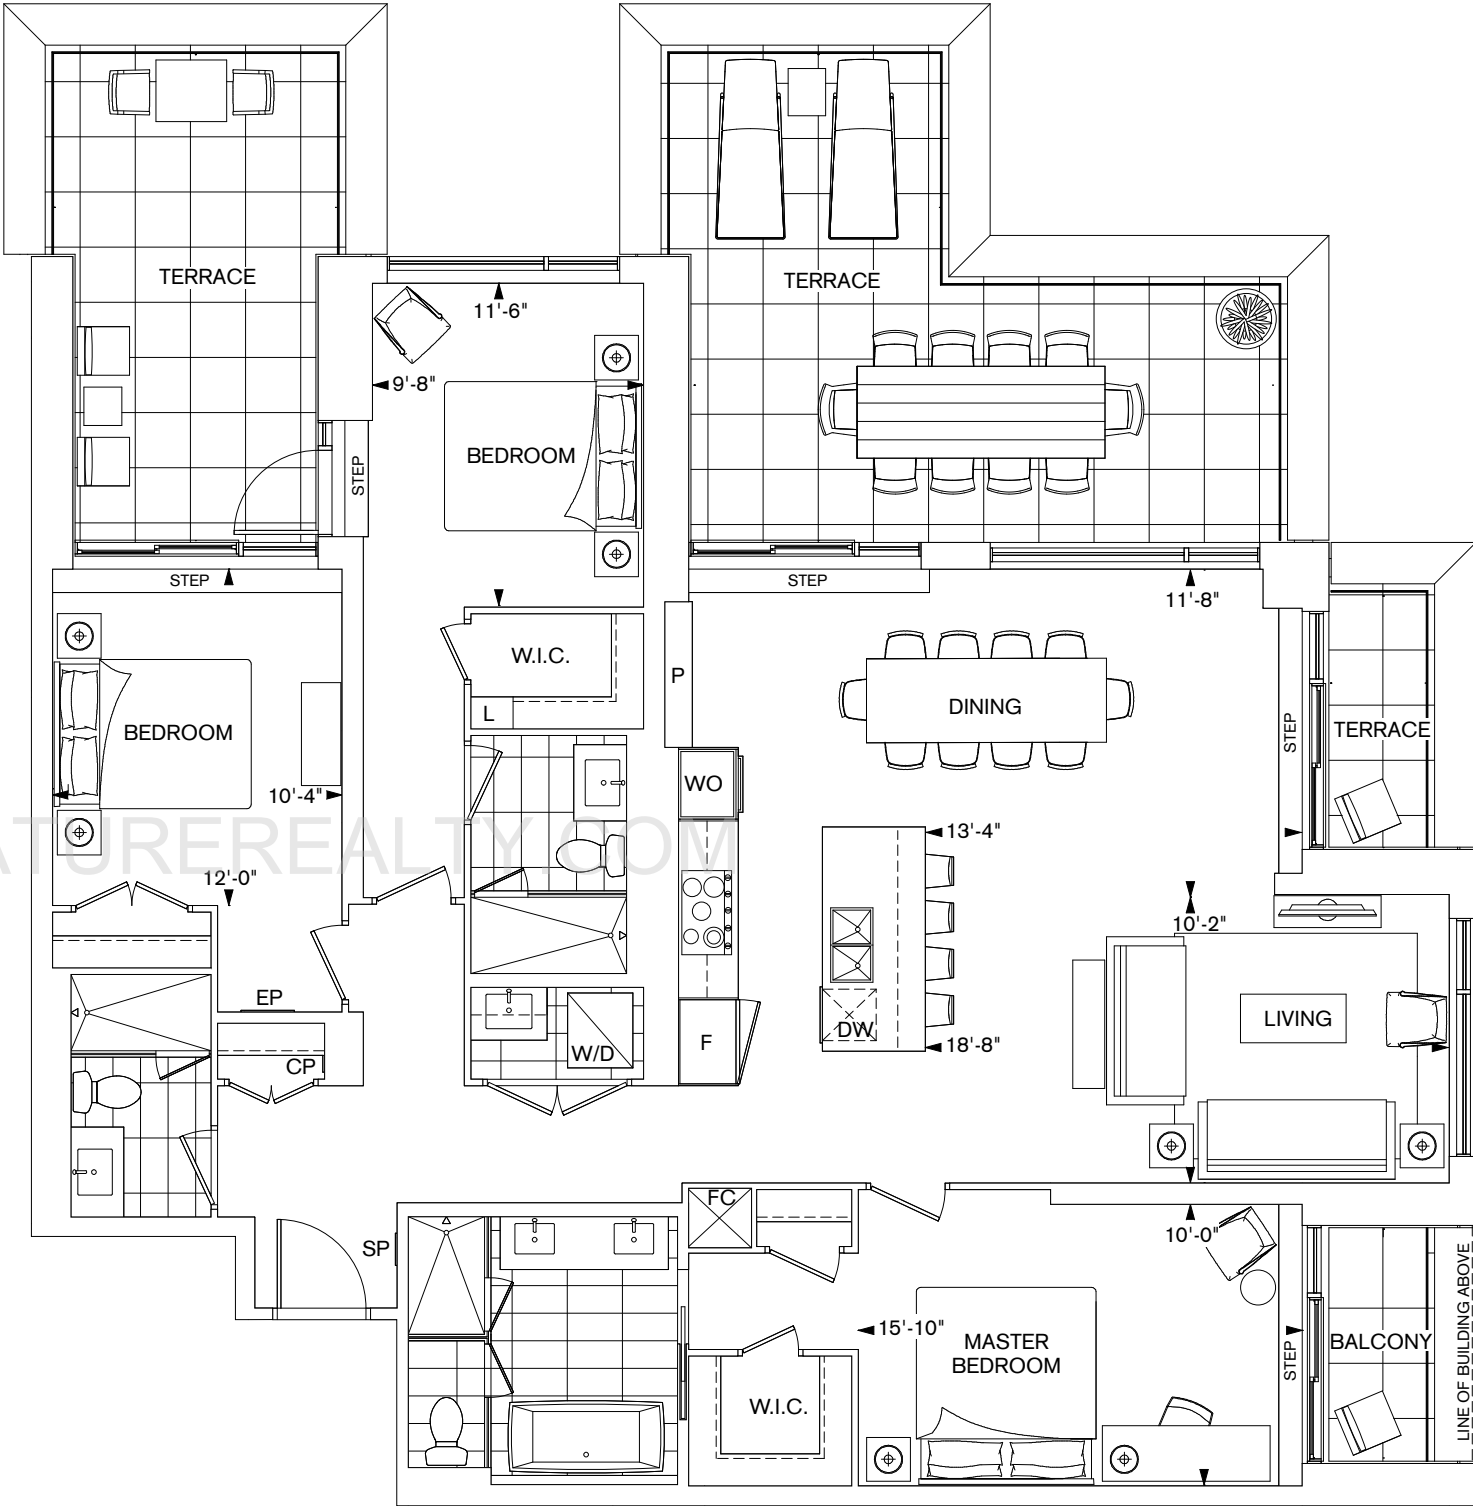 TERRACE
TERRACE
11'-6"
9'-8"
BEDROOM
STEP
STEP
STEP
11'-8"
W.I.C.
P
L
DINING
STEP
TERRACE
BEDROOM
10'-4"
WO
13'-4"
ATUREREALTY.COM
12'-0"
10'-2"
EP
LIVING
DW
F
18'-8"
W/D
CP
FC
SP
10'-0"
15'-10"
MASTER
BEDROOM
STEP
BALCONY
LINE OF BUILDING ABOVE
W.I.C.